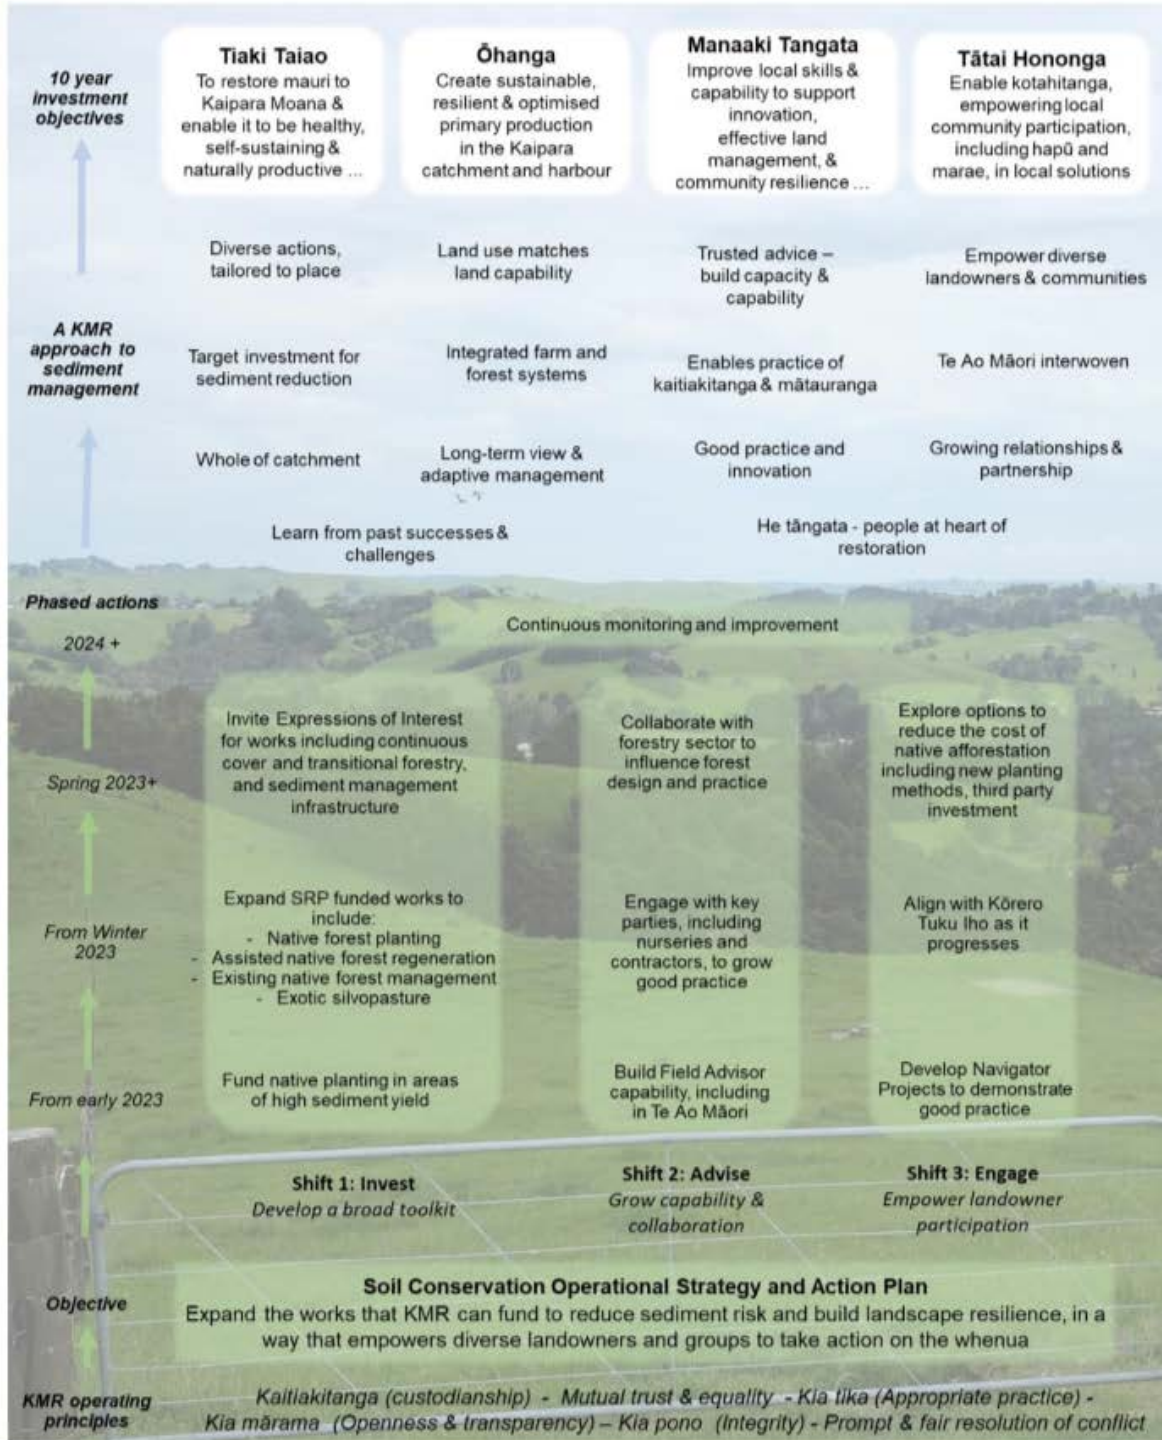 10 year
investment
objectives
Tiaki Taiao
To restore mauri to
Kaipara Moana &
enable it to be healthy,
self-sustaining &
naturally productive ...
Ōhanga
Create sustainable,
resilient & optimised
primary production
in the Kaipara
catchment and harbour
Manaaki Tangata
Improve local skills &
capability to support
innovation,
effective land
management, &
community resilience ...
Tātai Hononga
Enable kotahitanga,
empowering local
community participation,
including hapū and
marae, in local solutions
A KMR
approach to
sediment
management
Diverse actions,
tailored to place
Land use matches
land capability
Trusted advice –
build capacity &
capability
Empower diverse
landowners & communities
Target investment for
sediment reduction
Integrated farm and
forest systems
Enables practice of
kaitiakitanga & mātauranga
Te Ao Māori interwoven
Whole of catchment
Long-term view &
adaptive management
Good practice and
innovation
Growing relationships &
partnership
Learn from past successes &
challenges
He tāngata - people at heart of
restoration
Phased actions
2024 +
Continuous monitoring and improvement
Spring 2023+
Invite Expressions of Interest
for works including continuous
cover and transitional forestry,
and sediment management
infrastructure
Collaborate with
forestry sector to
influence forest
design and practice
Explore options to
reduce the cost of
native afforestation
including new planting
methods, third party
investment
From Winter
2023
Expand SRP funded works to
include:
- Native forest planting
- Assisted native forest regeneration
- Existing native forest management
- Exotic silvopasture
Engage with key
parties, including
nurseries and
contractors, to grow
good practice
Align with Kōrero
Tuku Iho as it
progresses
From early 2023
Fund native planting in areas
of high sediment yield
Build Field Advisor
capability, including
in Te Ao Māori
Develop Navigator
Projects to demonstrate
good practice
Shift 1: Invest
Develop a broad toolkit
Shift 2: Advise
Grow capability &
collaboration
Shift 3: Engage
Empower landowner
participation
Objective
Soil Conservation Operational Strategy and Action Plan
Expand the works that KMR can fund to reduce sediment risk and build landscape resilience, in a
way that empowers diverse landowners and groups to take action on the whenua
KMR operating
principles
Kaitiakitanga (custodianship) - Mutual trust & equality - Kia tika (Appropriate practice) -
Kia mārama (Openness & transparency) – Kia pono (Integrity) - Prompt & fair resolution of conflict